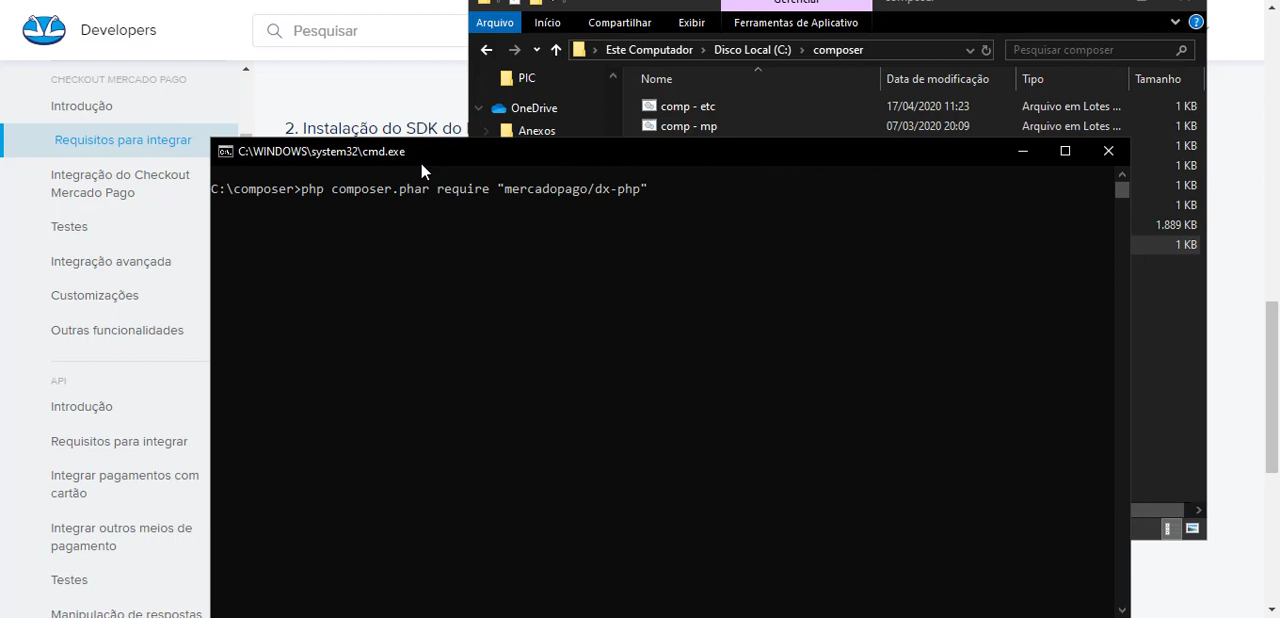 Developers
Pesquisar
CHECKOUT MERCADO PAGO
Introdução
Requisitos para integrar
Integração do Checkout
Mercado Pago
Testes
Integração avançada
Customizações
Outras funcionalidades
API
Introdução
Requisitos para integrar
Integrar pagamentos com
cartão
Integrar outros meios de
pagamento
Testes
Manipulação de respostas
2. Instalação do SDK do
Gerenciar
Arquivo Início Compartilhar Exibir Ferramentas de Aplicativo
Este Computador > Disco Local (C:) > composer
Pesquisar composer
PIC
OneDrive
Anexos
Nome Data de modificação Tipo Tamanho
comp - etc 17/04/2020 11:23 Arquivo em Lotes ... 1 KB
comp - mp 07/03/2020 20:09 Arquivo em Lotes ... 1 KB
1 KB
1 KB
1 KB
1 KB
1.889 KB
1 KB
C:\WINDOWS\system32\cmd.exe
C:\composer>php composer.phar require "mercadopago/dx-php"